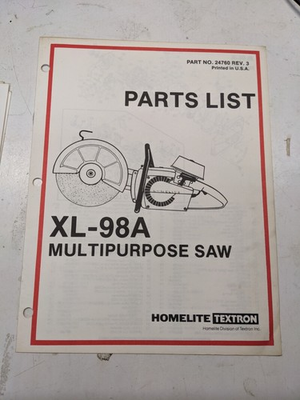 PART NO. 24760 REV. 3
Printed in U.S.A.
PARTS LIST
XL-98A
MULTIPURPOSE SAW
HOMELITE TEXTRON
Homelite Division of Textron Inc.